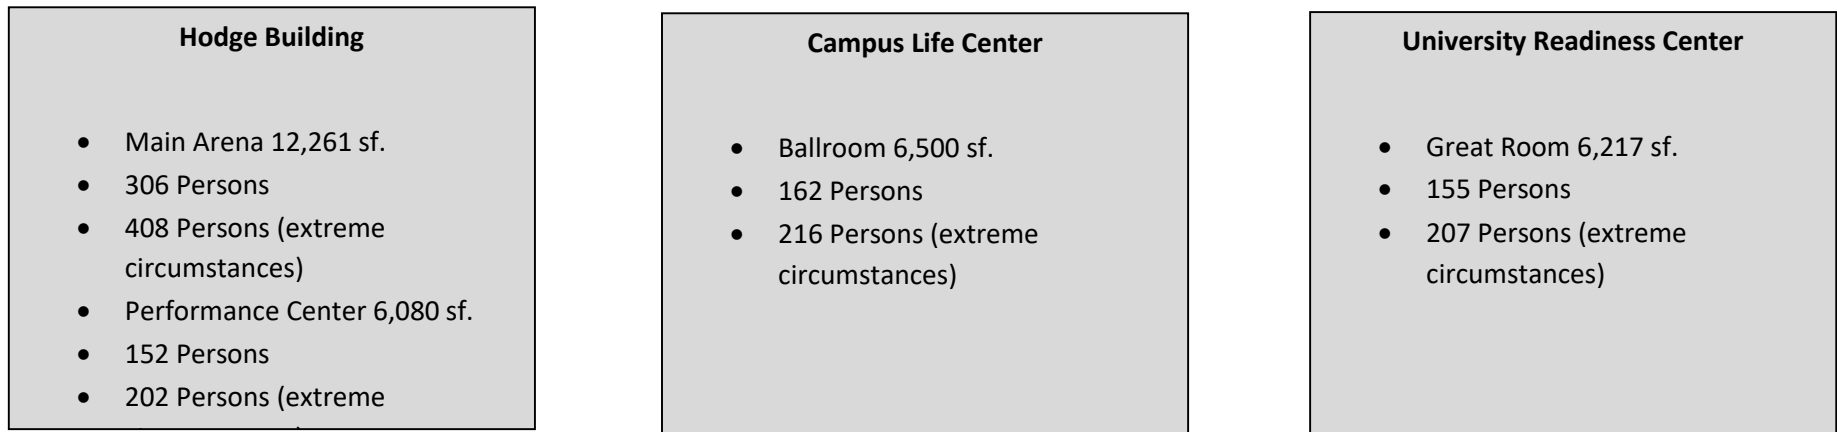 Hodge Building
• Main Arena 12,261 sf.
• 306 Persons
• 408 Persons (extreme
circumstances)
• Performance Center 6,080 sf.
• 152 Persons
• 202 Persons (extreme
Campus Life Center
• Ballroom 6,500 sf.
• 162 Persons
• 216 Persons (extreme
circumstances)
University Readiness Center
• Great Room 6,217 sf.
• 155 Persons
• 207 Persons (extreme
circumstances)